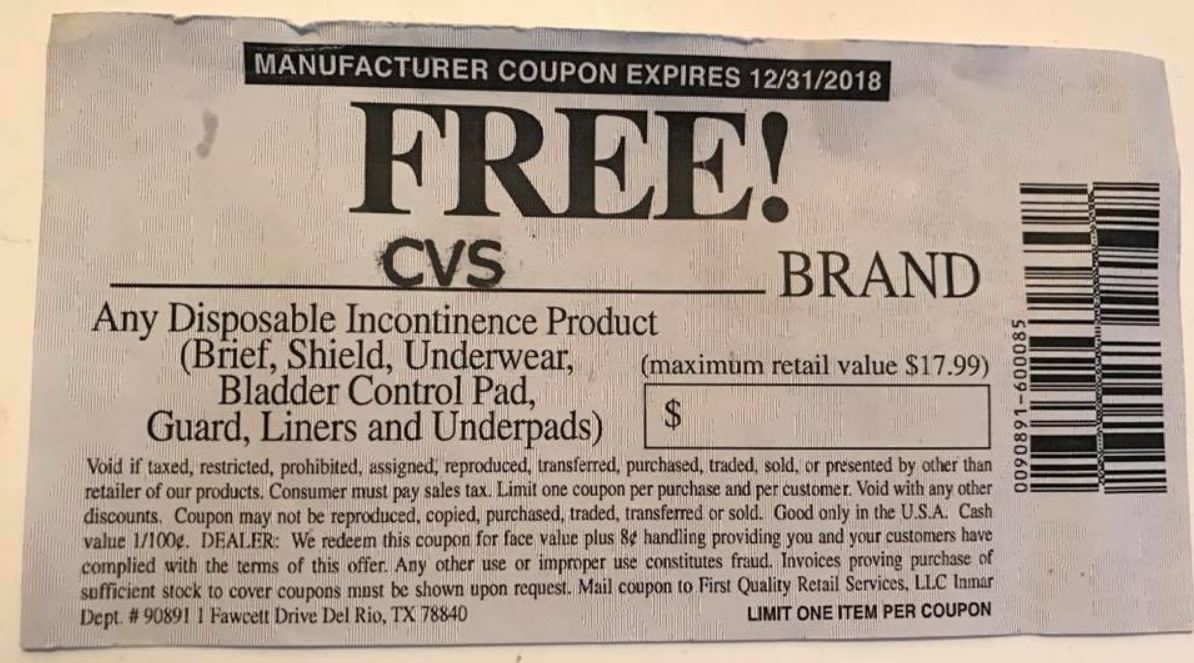 MANUFACTURER COUPON EXPIRES 12/31/2018
FREE!
CVS BRAND
Any Disposable Incontinence Product
(Brief, Shield, Underwear,
Bladder Control Pad,
Guard, Liners and Underpads)
(maximum retail value $17.99)
$
Void if taxed, restricted, prohibited, assigned, reproduced, transferred, purchased, traded, sold, or presented by other than
retailer of our products. Consumer must pay sales tax. Limit one coupon per purchase and per customer. Void with any other
discounts. Coupon may not be reproduced, copied, purchased, traded, transferred or sold. Good only in the U.S.A. Cash
value 1/100¢. DEALER: We redeem this coupon for face value plus 8¢ handling providing you and your customers have
complied with the terms of this offer. Any other use or improper use constitutes fraud. Invoices proving purchase of
sufficient stock to cover coupons must be shown upon request. Mail coupon to First Quality Retail Services, LLC Inmar
Dept. # 90891 1 Fawcett Drive Del Rio, TX 78840
LIMIT ONE ITEM PER COUPON
0090891-600085